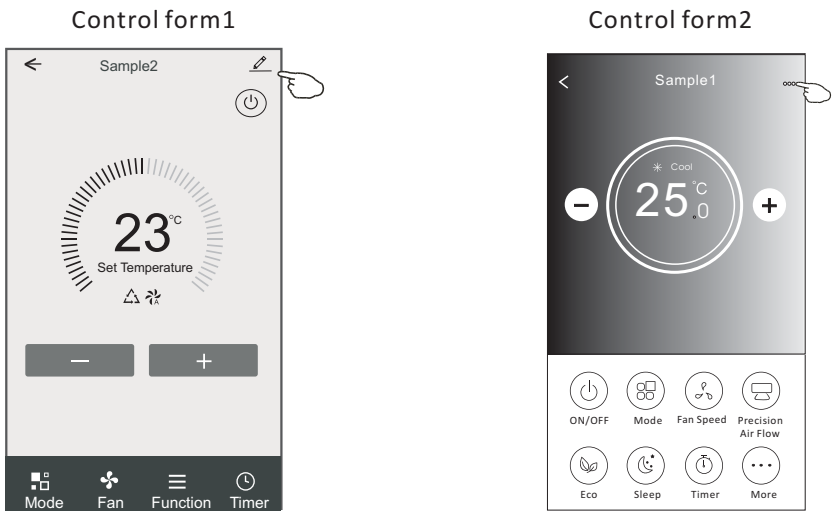 Control form1
Sample2
23°C
Set Temperature
A
Mode Fan Function Timer
Control form2
Sample1
Cool
25.0°C
ON/OFF Mode Fan Speed Precision
Air Flow
Eco Sleep Timer More